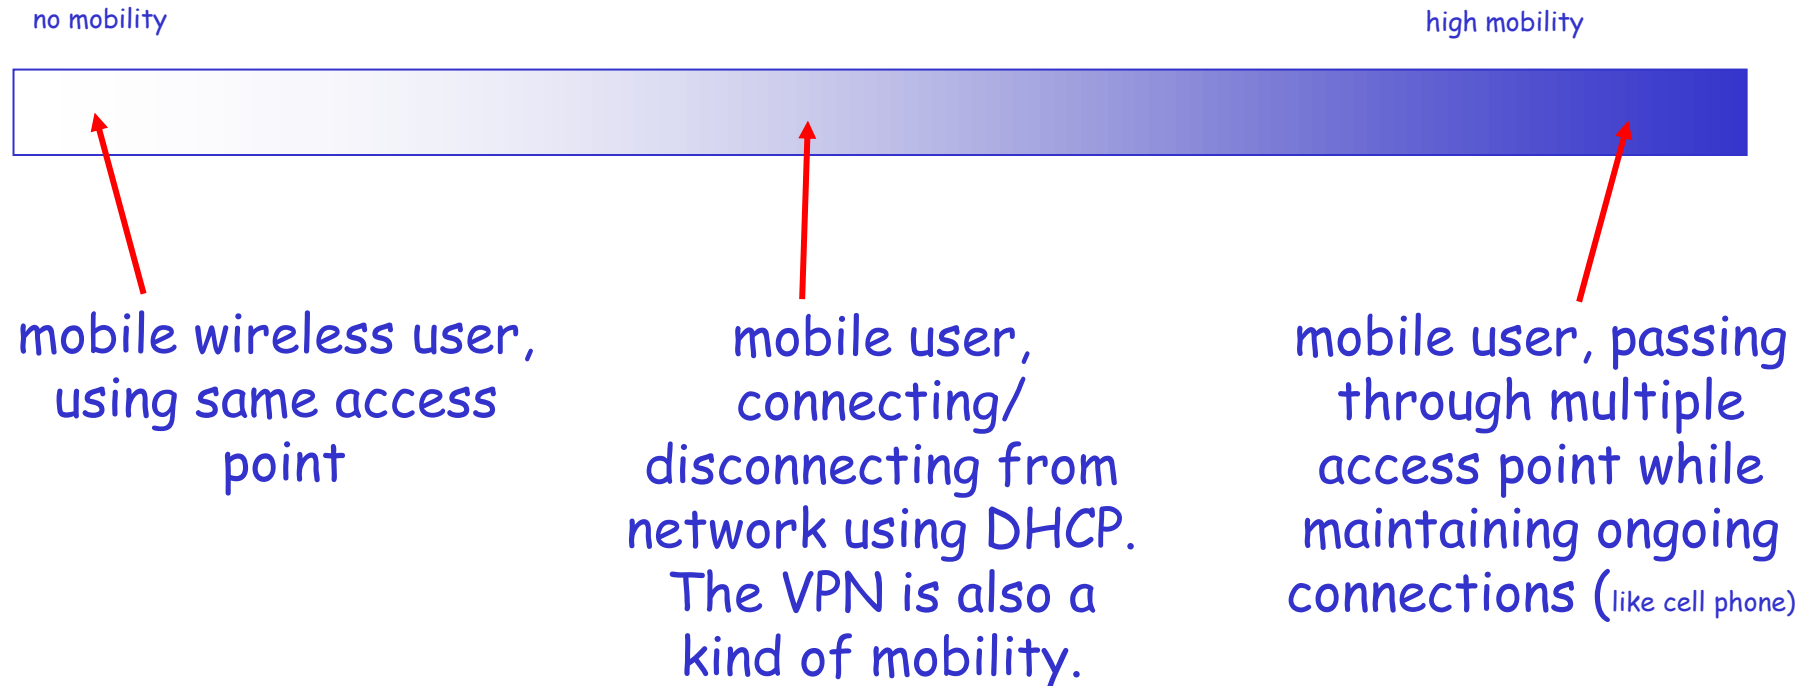 no mobility
high mobility
mobile wireless user,
using same access
point
mobile user,
connecting/
disconnecting from
network using DHCP.
The VPN is also a
kind of mobility.
mobile user, passing
through multiple
access point while
maintaining ongoing
connections (like cell phone)